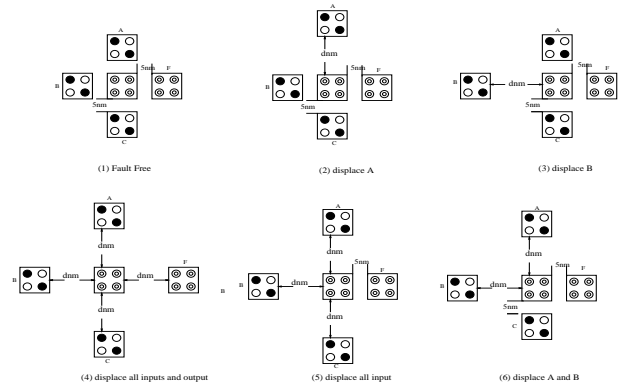 A
5nm
F
B
5nm
C
(1) Fault Free
A
dnm
5nm
F
B
5nm
C
(2) displace A
A
5nm
F
B
dnm
5nm
C
(3) displace B
A
dnm
F
B
dnm
dnm
dnm
C
(4) displace all inputs and output
A
dnm
5nm
F
B
B
dnm
dnm
C
(5) displace all input
A
dnm
5nm
F
B
dnm
5nm
C
(6) displace A and B